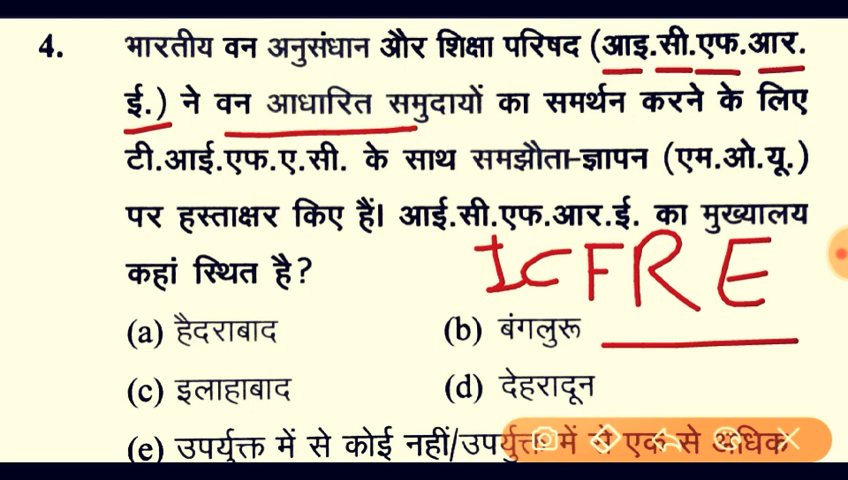 4. भारतीय वन अनुसंधान और शिक्षा परिषद (आइ.सी.एफ.आर.
ई.) ने वन आधारित समुदायों का समर्थन करने के लिए
टी.आई.एफ.ए.सी. के साथ समझौता-ज्ञापन (एम.ओ.यू.)
पर हस्ताक्षर किए हैं। आई.सी.एफ.आर.ई. का मुख्यालय
कहां स्थित है?
ICFRE
(a) हैदराबाद (b) बंगलुरू
(c) इलाहाबाद (d) देहरादून
(e) उपर्युक्त में से कोई नहीं/उपर्युक्त में से एक से अधिक